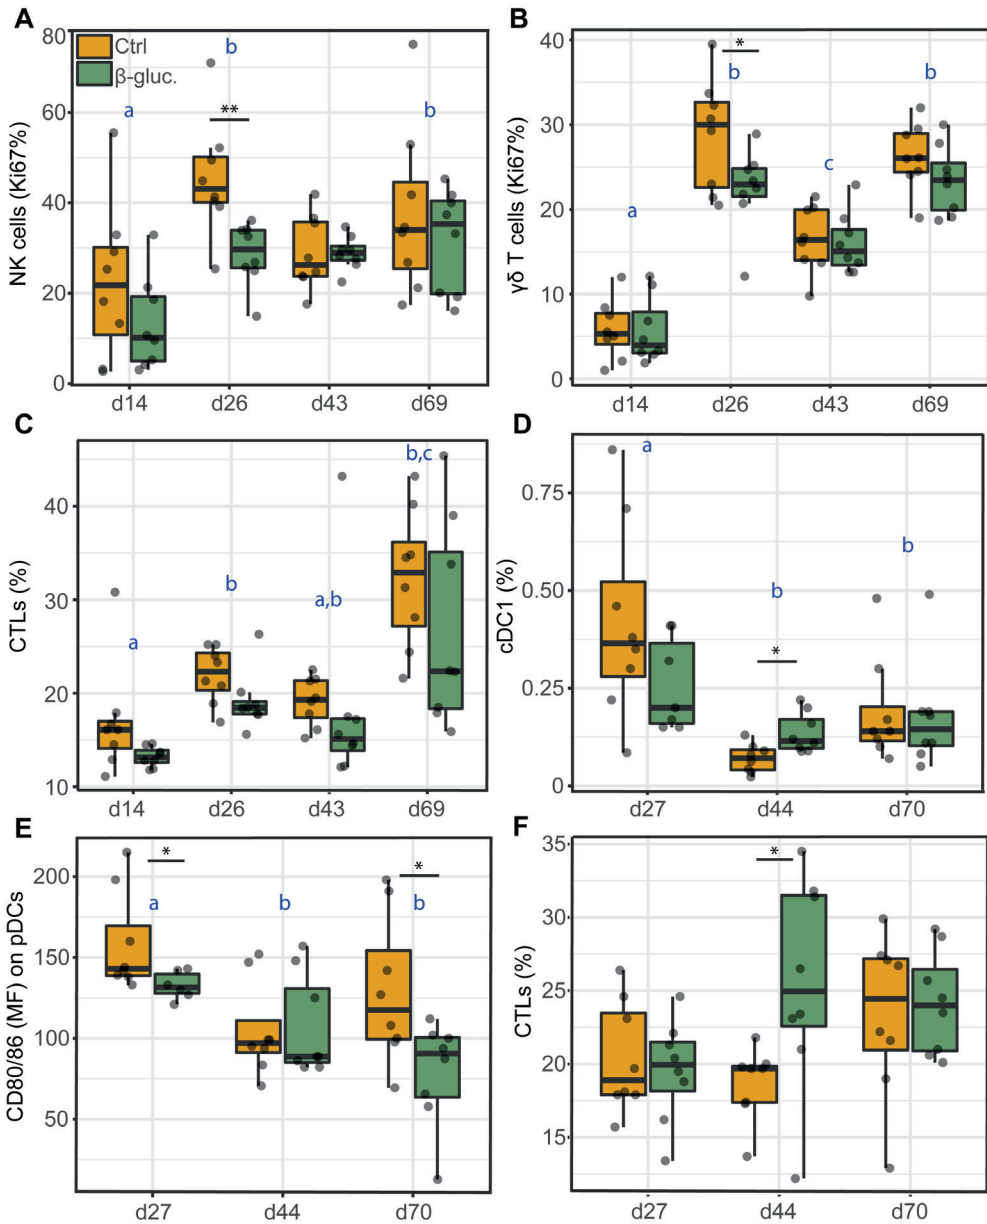 A
NK cells (Ki67%)
80
60
40
20
0
Ctrl
β-gluc.
a
b
**
b
d14
d26
d43
d69
B
γδ T cells (Ki67%)
40
30
20
10
0
a
*
b
c
b
d14
d26
d43
d69
C
CTLs (%)
40
30
20
10
a
b
a,b
b,c
d14
d26
d43
d69
D
cDC1 (%)
0.75
0.50
0.25
0
a
b
*
b
d27
d44
d70
E
CD80/86 (MF) on pDCs
200
150
100
50
*
a
b
*
b
d27
d44
d70
F
CTLs (%)
35
30
25
20
15
*
d27
d44
d70